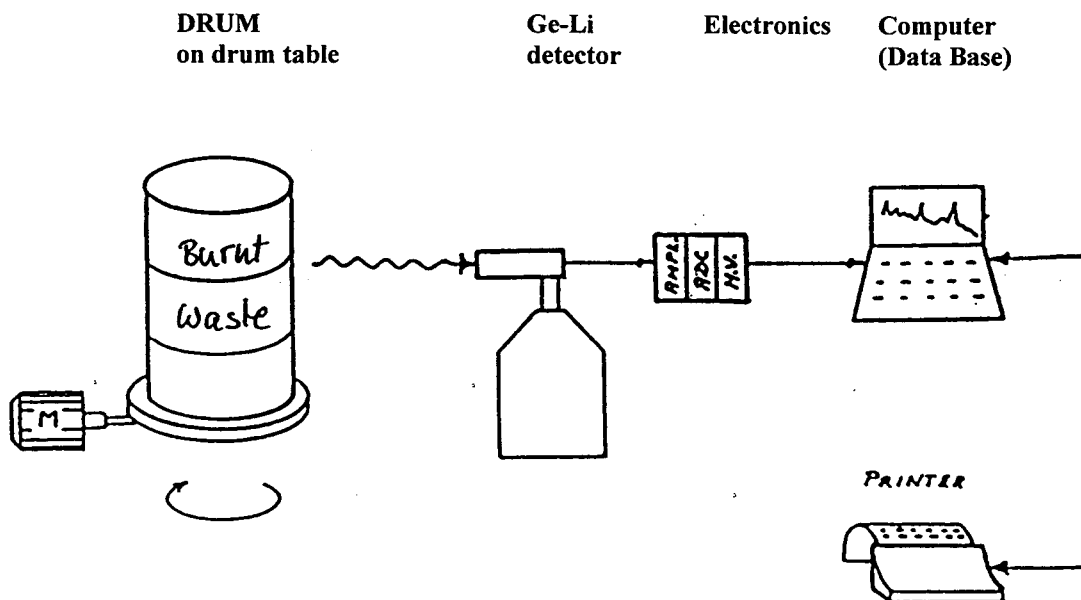 DRUM
on drum table
Ge-Li
detector
Electronics
Computer
(Data Base)
Burnt
Waste
M
AMPL.
ADC
H.V.
PRINTER